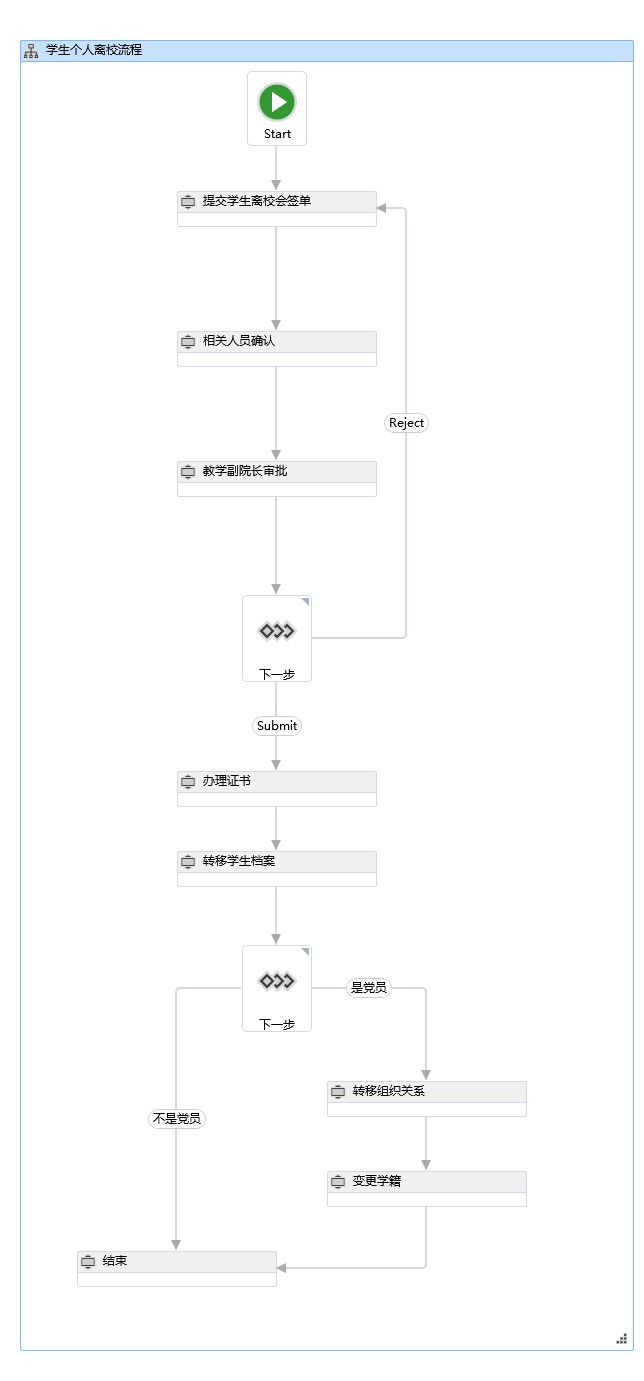 学生个人离校流程
Start
提交学生离校会签单
相关人员确认
Reject
教学副院长审批
下一步
Submit
办理证书
转移学生档案
下一步
是党员
转移组织关系
不是党员
变更学籍
结束